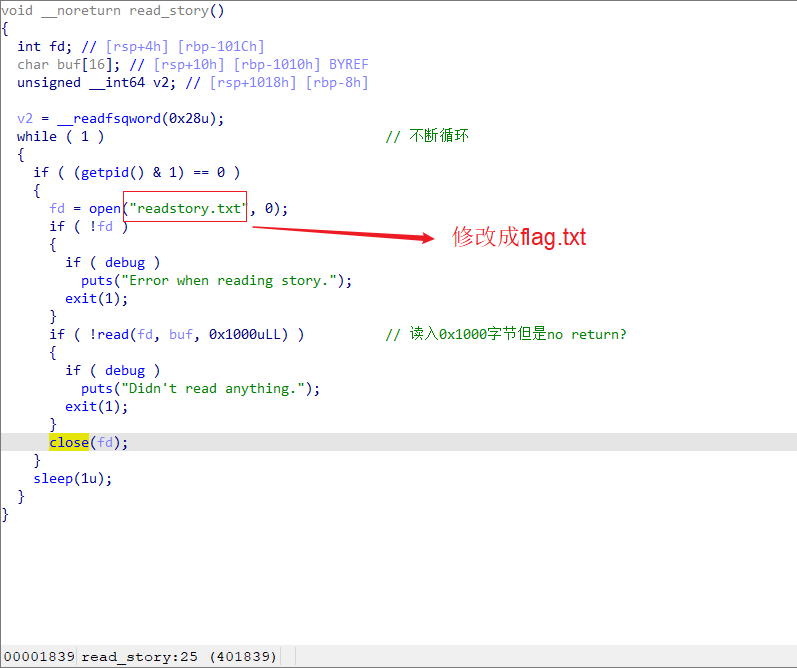 void __noreturn read_story()
{
int fd; // [rsp+4h] [rbp-101Ch]
char buf[16]; // [rsp+10h] [rbp-1010h] BYREF
unsigned __int64 v2; // [rsp+1018h] [rbp-8h]
v2 = __readfsqword(0x28u);
while ( 1 ) // 不断循环
{
if ( (getpid() & 1) == 0 )
{
fd = open("readstory.txt", 0);
if ( !fd )
修改成flag.txt
{
if ( debug )
puts("Error when reading story.");
exit(1);
}
if ( !read(fd, buf, 0x1000uLL) ) // 读入0x1000字节但是no return?
{
if ( debug )
puts("Didn't read anything.");
exit(1);
}
close(fd);
}
sleep(1u);
}
}
00001839 read_story:25 (401839)